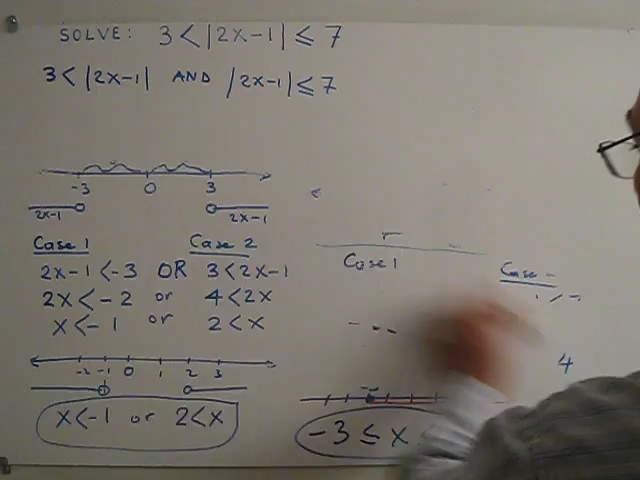 SOLVE: 3 < |2X-1| ≤ 7
3 < |2X-1| AND |2X-1| ≤ 7
-3 0 3
2X-1 2X-1
Case 1 Case 2
2X-1 < -3 OR 3 < 2X-1
2X < -2 or 4 < 2X
X < -1 or 2 < X
-2 -1 0 1 2 3
X < -1 or 2 < X
<
Case 1
Case
4
-3 ≤ X